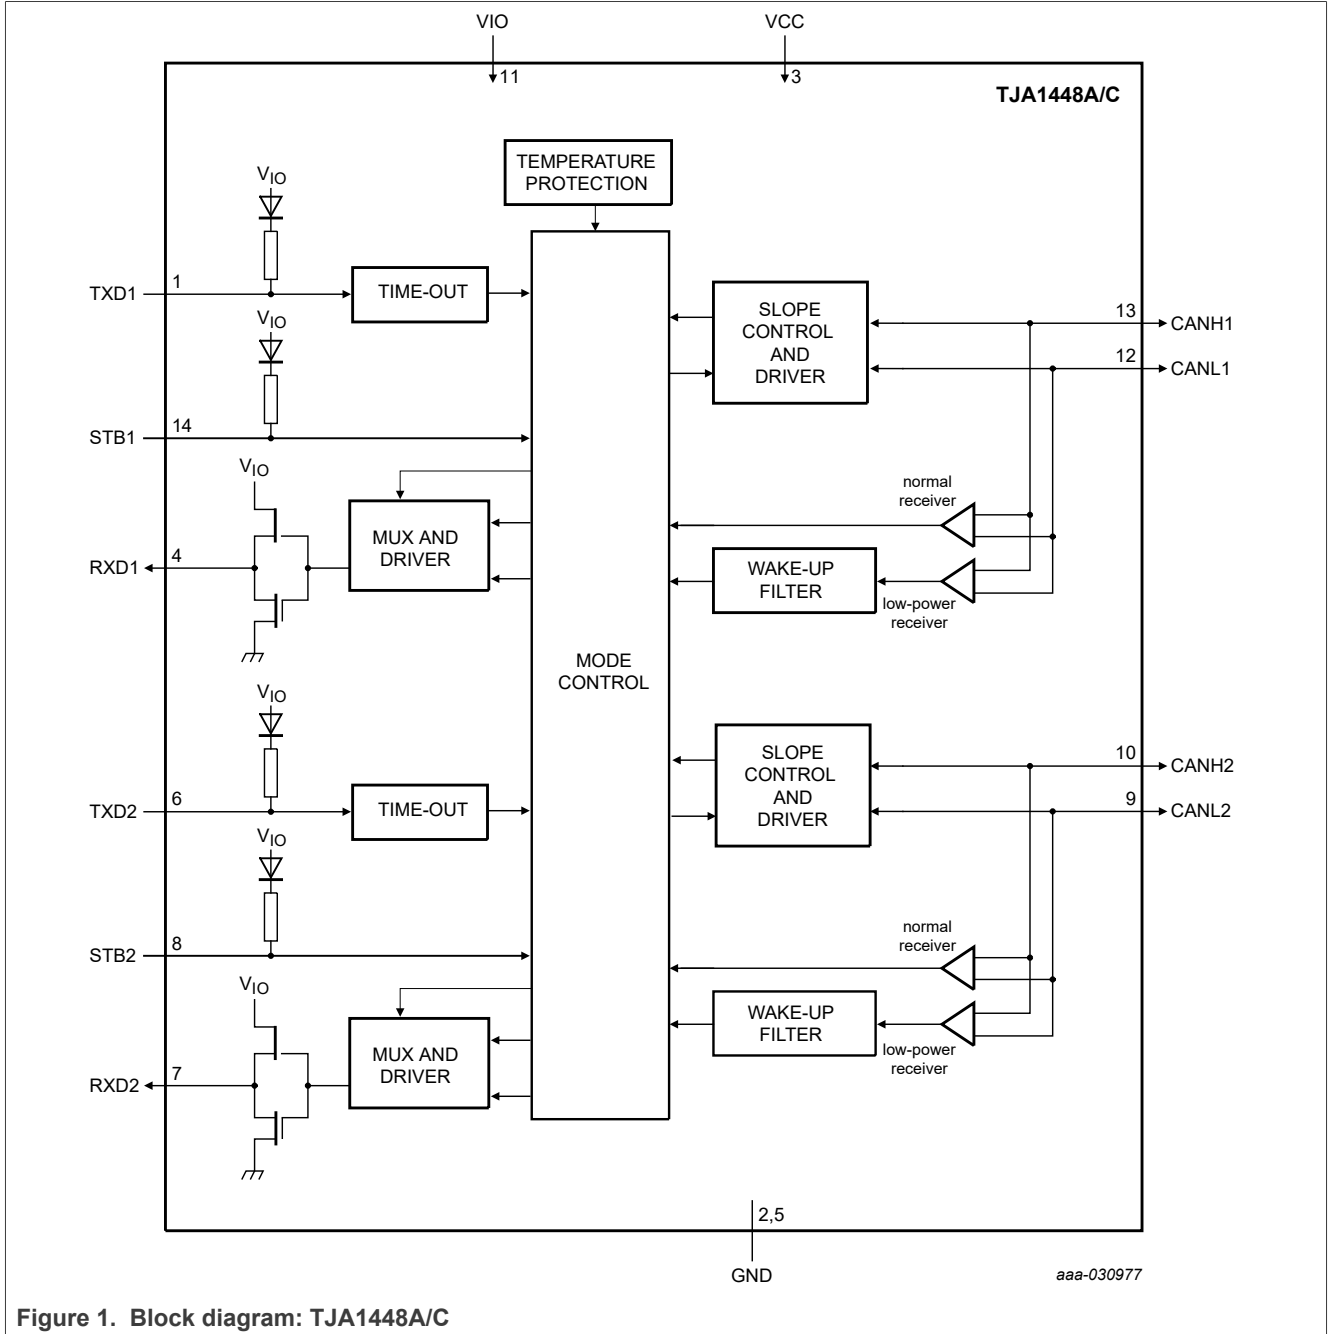 VIO
VCC
11
3
TJA1448A/C
TEMPERATURE
PROTECTION
VIO
TXD1
1
TIME-OUT
VIO
SLOPE
CONTROL
AND
DRIVER
13
CANH1
12
CANL1
STB1
14
VIO
MUX AND
DRIVER
RXD1
4
normal
receiver
WAKE-UP
FILTER
low-power
receiver
MODE
CONTROL
VIO
TXD2
6
TIME-OUT
VIO
SLOPE
CONTROL
AND
DRIVER
10
CANH2
9
CANL2
STB2
8
VIO
MUX AND
DRIVER
RXD2
7
normal
receiver
WAKE-UP
FILTER
low-power
receiver
2,5
GND
aaa-030977
Figure 1. Block diagram: TJA1448A/C